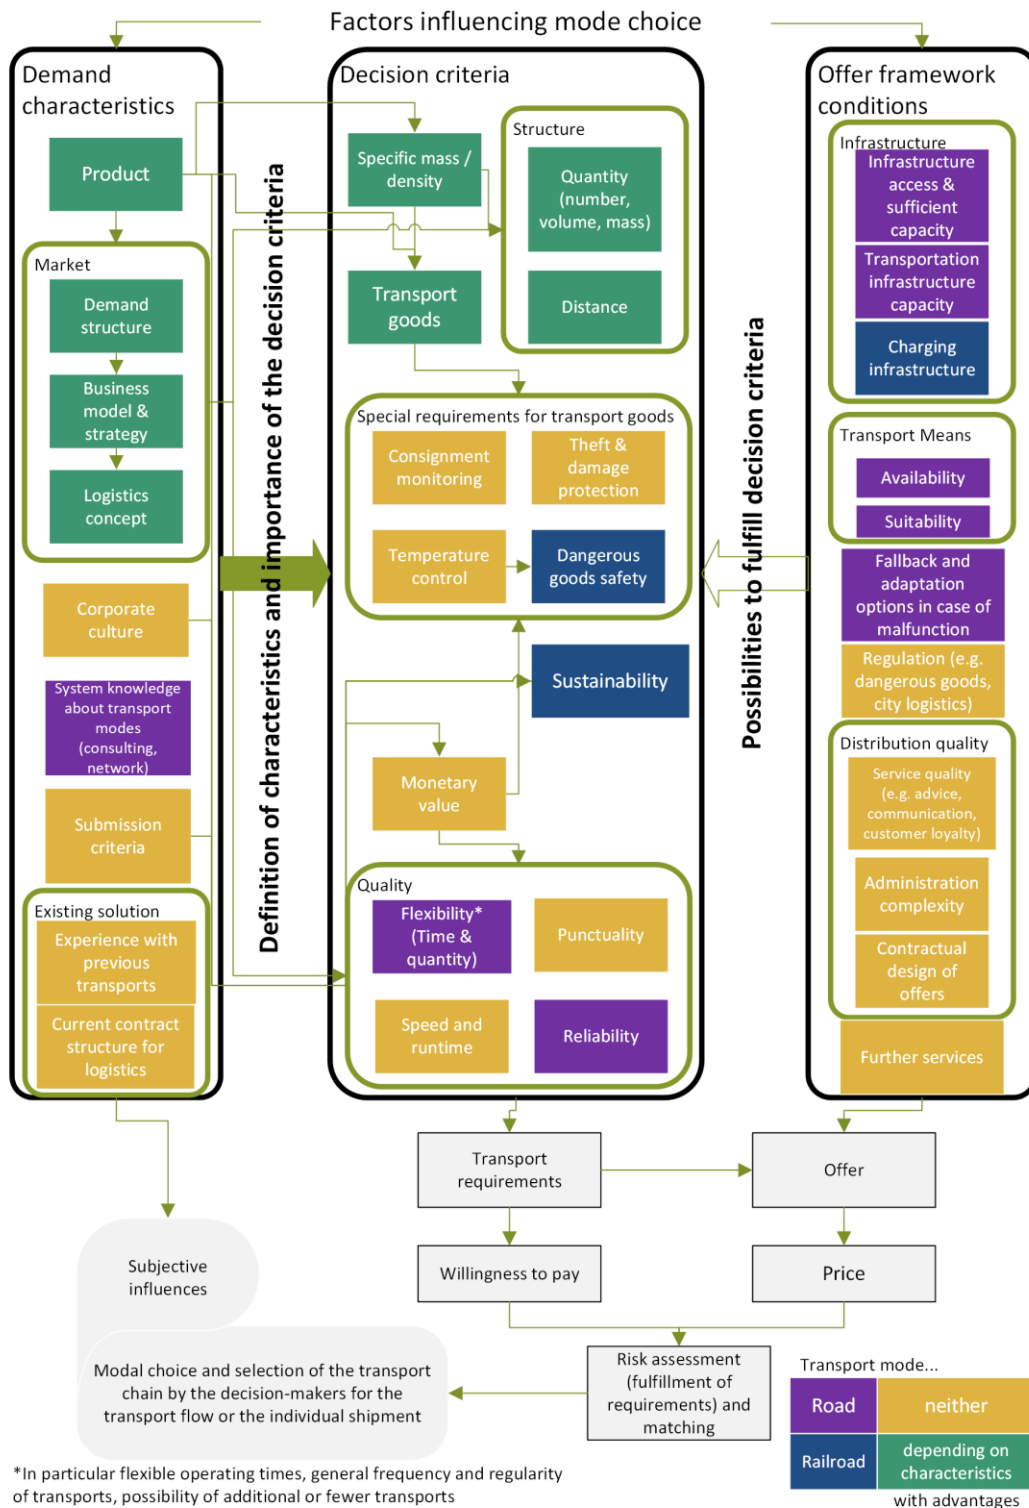 Factors influencing mode choice
Demand
characteristics
Product
Market
Demand
structure
Business
model &
strategy
Logistics
concept
Corporate
culture
System knowledge
about transport
modes
(consulting,
network)
Submission
criteria
Existing solution
Experience with
previous
transports
Current contract
structure for
logistics
Definition of characteristics and importance of the decision criteria
Decision criteria
Specific mass /
density
Transport
goods
Structure
Quantity
(number,
volume, mass)
Distance
Special requirements for transport goods
Consignment
monitoring
Theft &
damage
protection
Temperature
control
Dangerous
goods safety
Sustainability
Monetary
value
Quality
Flexibility*
(Time &
quantity)
Punctuality
Speed and
runtime
Reliability
Possibilities to fulfill decision criteria
Offer framework
conditions
Infrastructure
Infrastructure
access &
sufficient
capacity
Transportation
infrastructure
capacity
Charging
infrastructure
Transport Means
Availability
Suitability
Fallback and
adaptation
options in case of
malfunction
Regulation (e.g.
dangerous goods,
city logistics)
Distribution quality
Service quality
(e.g. advice,
communication,
customer loyalty)
Administration
complexity
Contractual
design of
offers
Further services
Transport
requirements
Offer
Willingness to pay
Price
Subjective
influences
Modal choice and selection of the transport
chain by the decision-makers for the
transport flow or the individual shipment
Risk assessment
(fulfillment of
requirements) and
matching
Transport mode...
Road
neither
Railroad
depending on
characteristics
with advantages
*In particular flexible operating times, general frequency and regularity
of transports, possibility of additional or fewer transports